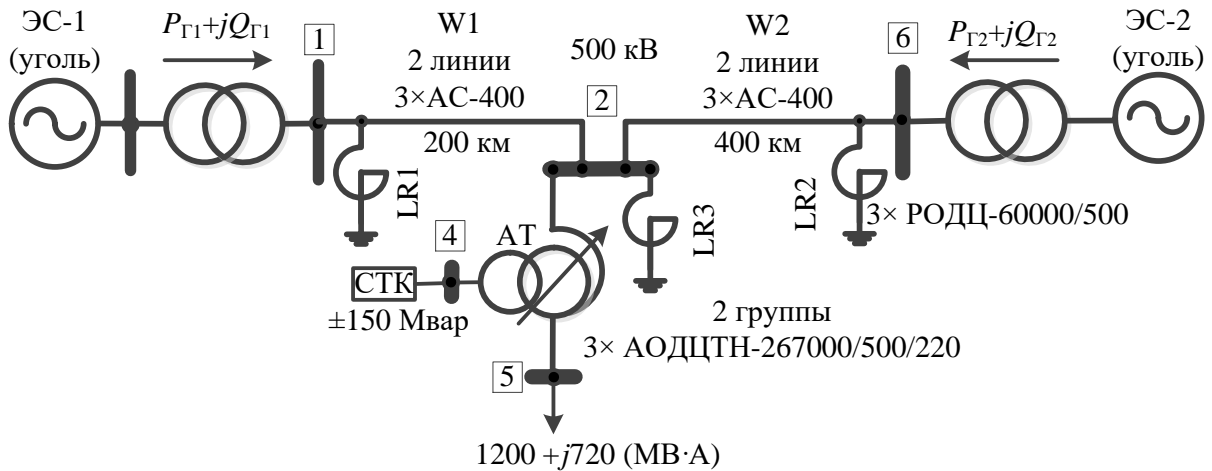 ЭС-1
(уголь)
PГ1+jQГ1
1
W1
2 линии
3×АС-400
200 км
500 кВ
2
W2
2 линии
3×АС-400
400 км
6
PГ2+jQГ2
ЭС-2
(уголь)
LR1
LR2
3× РОДЦ-60000/500
LR3
4
АТ
СТК
±150 Мвар
2 группы
3× АОДЦТН-267000/500/220
5
1200 +j720 (МВ·А)